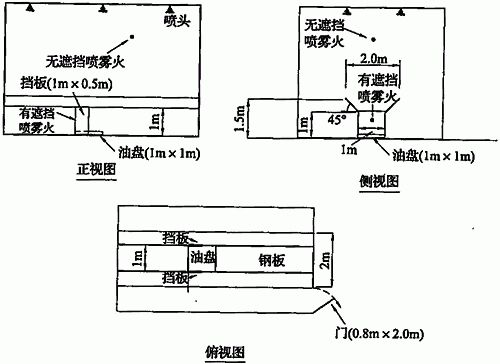 喷头
无遮挡喷雾火
挡板(1m×0.5m)
有遮挡
喷雾火
1m
油盘(1m×1m)
正视图
无遮挡
喷雾火
2.0m
有遮挡
喷雾火
1.5m
1m
45°
1m
油盘(1m×1m)
侧视图
挡板
1m
油盘
钢板
2m
挡板
门(0.8m×2.0m)
俯视图